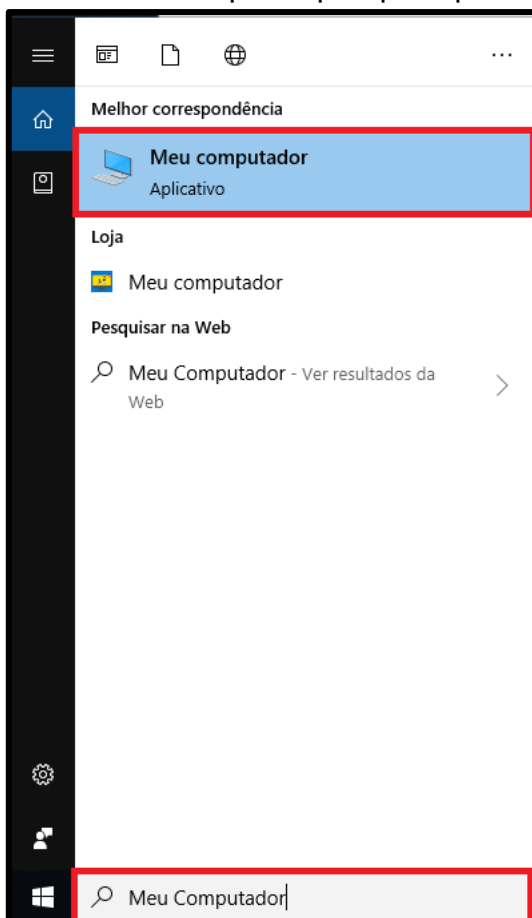 ...
Melhor correspondência
Meu computador
Aplicativo
Loja
Meu computador
Pesquisar na Web
Meu Computador - Ver resultados da
Web
Meu Computador